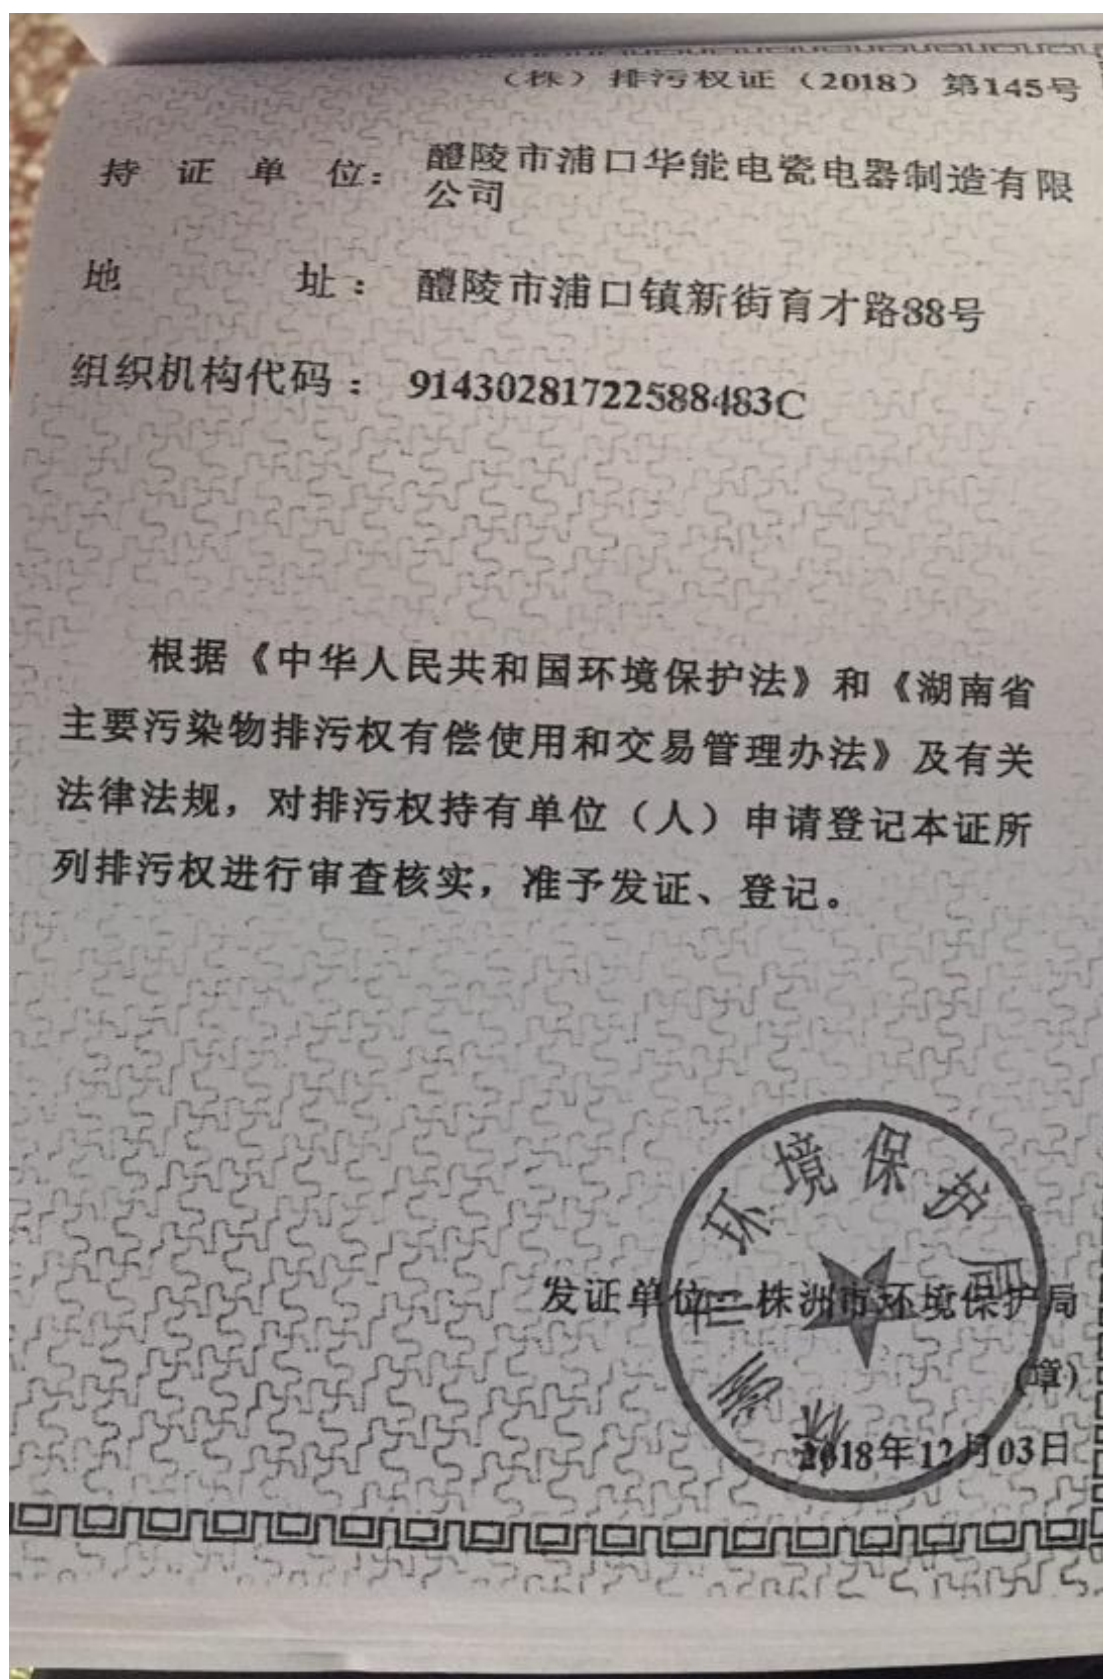 （株）排污权证（2018）第145号
持证单位：醴陵市浦口华能电瓷电器制造有限
公司
地址：醴陵市浦口镇新街育才路88号
组织机构代码：91430281722588483C
根据《中华人民共和国环境保护法》和《湖南省
主要污染物排污权有偿使用和交易管理办法》及有关
法律法规，对排污权持有单位（人）申请登记本证所
列排污权进行审查核实，准予发证、登记。
株洲市环境保护局
发证单位：株洲市环境保护局
(章)
2018年12月03日